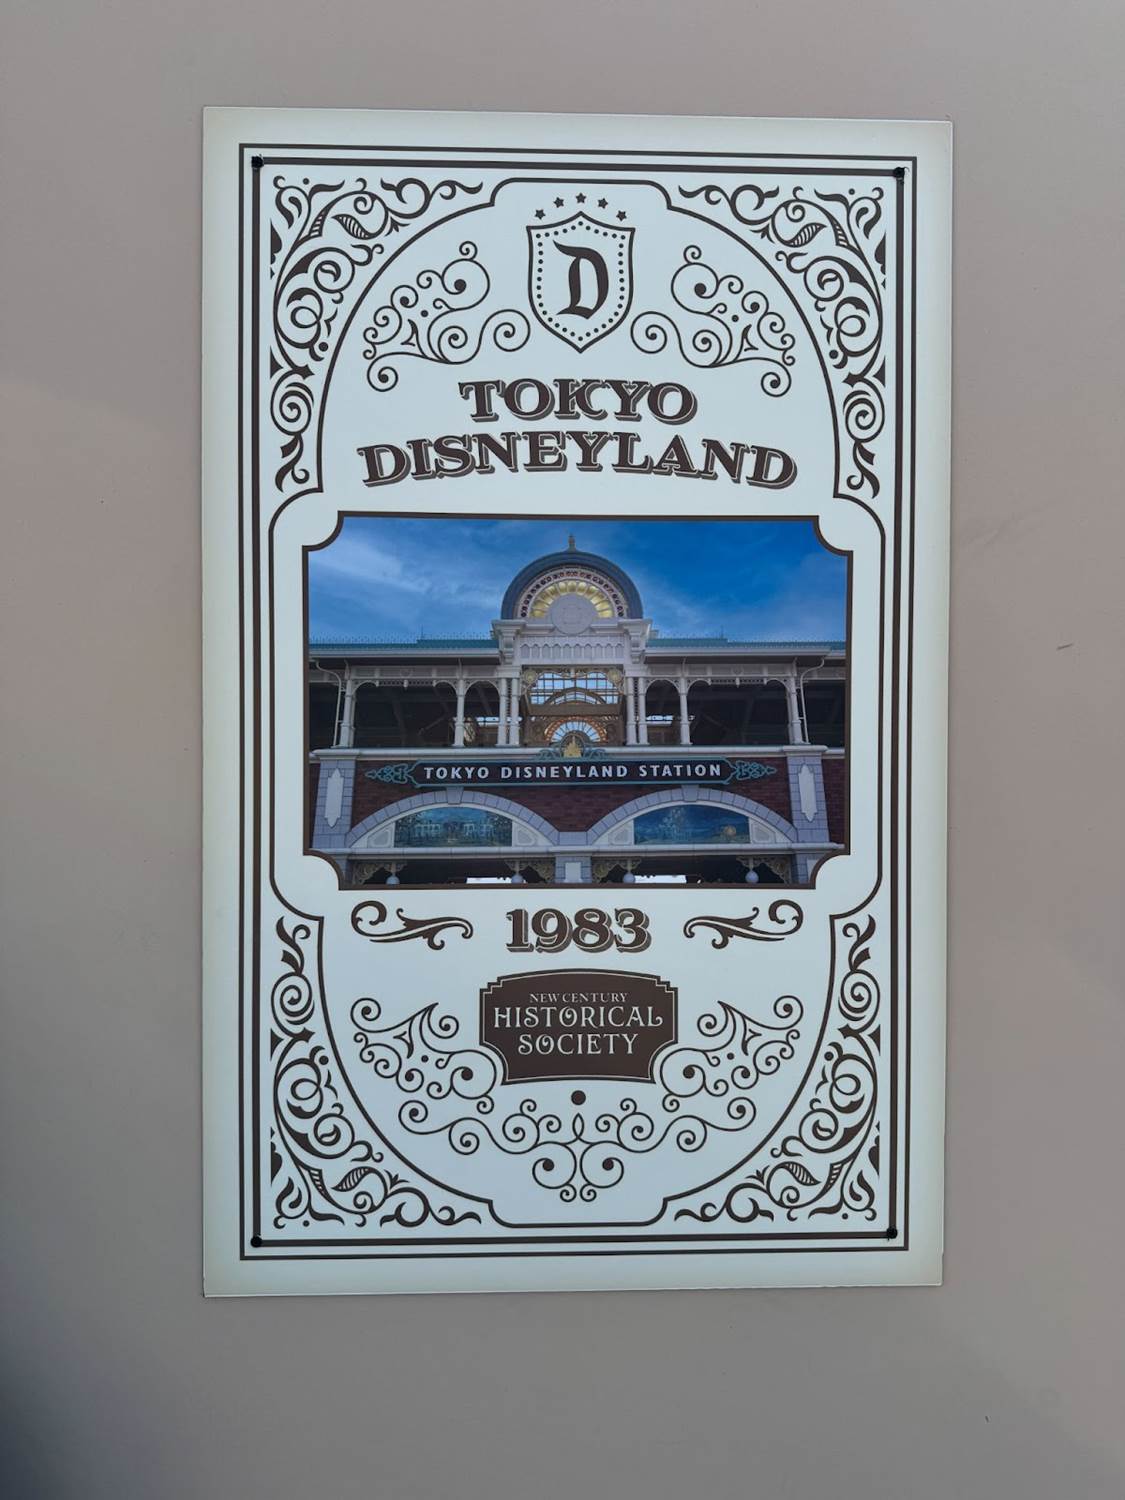 D
TOKYO
DISNEYLAND
TOKYO DISNEYLAND STATION
1983
NEW CENTURY
HISTORICAL
SOCIETY